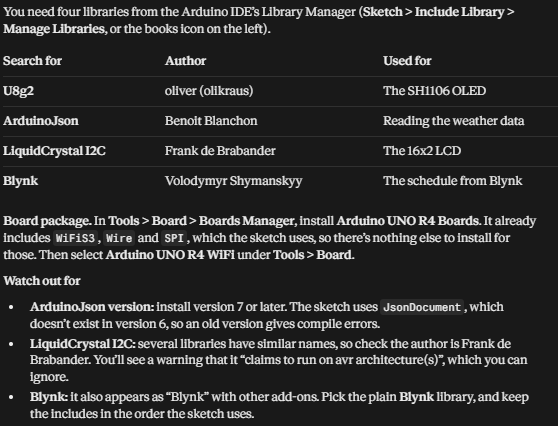 You need four libraries from the Arduino IDE's Library Manager (Sketch > Include Library >
Manage Libraries, or the books icon on the left).
Search for Author Used for
U8g2 oliver (olikraus) The SH1106 OLED
ArduinoJson Benoît Blanchon Reading the weather data
LiquidCrystal I2C Frank de Brabander The 16x2 LCD
Blynk Volodymyr Shymanskyy The schedule from Blynk
Board package. In Tools > Board > Boards Manager, install Arduino UNO R4 Boards. It already
includes WiFiS3, Wire and SPI, which the sketch uses, so there's nothing else to install for
those. Then select Arduino UNO R4 WiFi under Tools > Board.
Watch out for
• ArduinoJson version: install version 7 or later. The sketch uses JsonDocument, which
doesn't exist in version 6, so an old version gives compile errors.
• LiquidCrystal I2C: several libraries have similar names, so check the author is Frank de
Brabander. You'll see a warning that it "claims to run on avr architecture(s)", which you can
ignore.
• Blynk: it also appears as "Blynk" with other add-ons. Pick the plain Blynk library, and keep
the includes in the order the sketch uses.